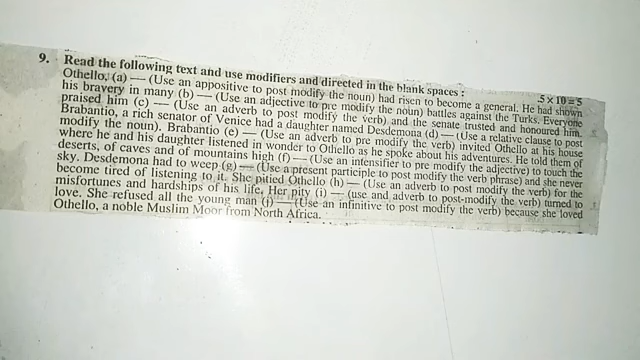 9. Read the following text and use modifiers and directed in the blank spaces : .5 × 10 = 5
Othello, (a) — (Use an appositive to post modify the noun) had risen to become a general. He had shown
his bravery in many (b) — (Use an adjective to pre modify the noun) battles against the Turks. Everyone
praised him (c) — (Use an adverb to post modify the verb) and the senate trusted and honoured him.
Brabantio, a rich senator of Venice had a daughter named Desdemona (d) — (Use a relative clause to post
modify the noun). Brabantio (e) — (Use an adverb to pre modify the verb) invited Othello at his house
where he and his daughter listened in wonder to Othello as he spoke about his adventures. He told them of
deserts, of caves and of mountains high (f) — (Use an intensifier to pre modify the adjective) to touch the
sky. Desdemona had to weep (g) — (Use a present participle to post modify the verb phrase) and she never
become tired of listening to it. She pitied Othello (h) — (Use an adverb to post modify the verb) for the
misfortunes and hardships of his life. Her pity (i) — (use and adverb to post-modify the verb) turned to
love. She refused all the young man (j) — (Use an infinitive to post modify the verb) because she loved
Othello, a noble Muslim Moor from North Africa.